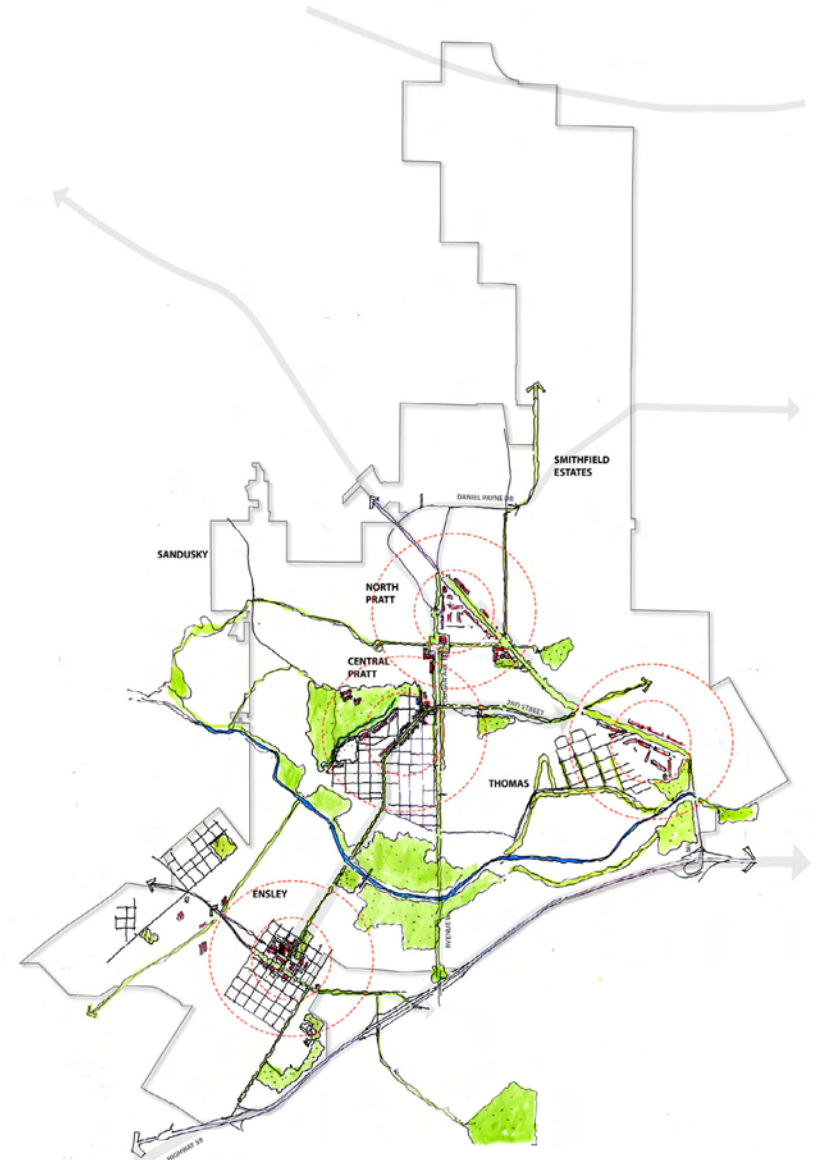 SMITHFIELD
ESTATES
DANIEL PAYNE DR
SANDUSKY
NORTH
PRATT
CENTRAL
PRATT
2ND STREET
THOMAS
ENSLEY
AVENUE
HIGHWAY 59